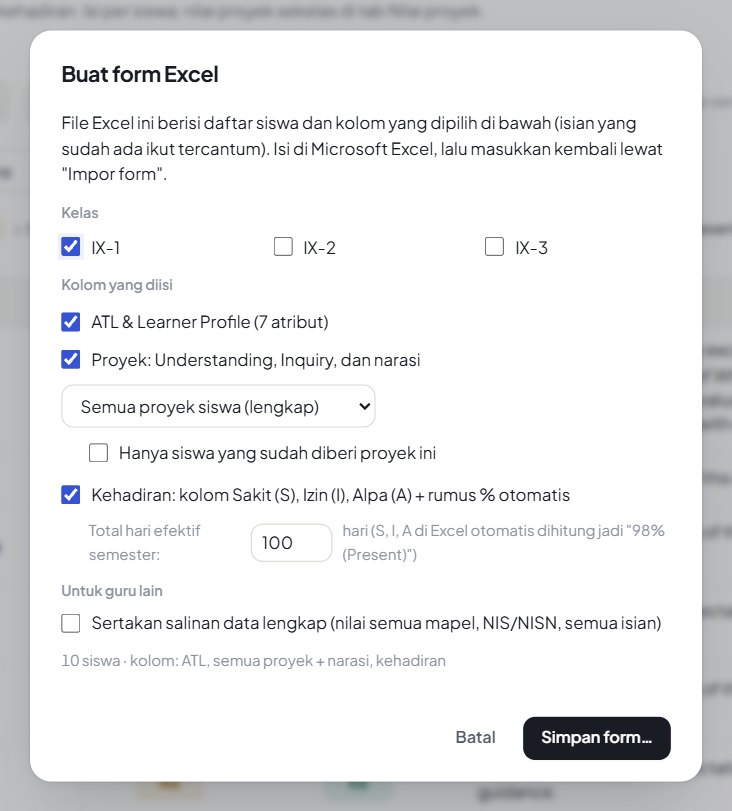 Buat form Excel
File Excel ini berisi daftar siswa dan kolom yang dipilih di bawah (isian yang
sudah ada ikut tercantum). Isi di Microsoft Excel, lalu masukkan kembali lewat
"Impor form".
Kelas
IX-1 IX-2 IX-3
Kolom yang diisi
ATL & Learner Profile (7 atribut)
Proyek: Understanding, Inquiry, dan narasi
Semua proyek siswa (lengkap)
Hanya siswa yang sudah diberi proyek ini
Kehadiran: kolom Sakit (S), Izin (I), Alpa (A) + rumus % otomatis
Total hari efektif
semester:
100
hari (S, I, A di Excel otomatis dihitung jadi "98%
(Present)")
Untuk guru lain
Sertakan salinan data lengkap (nilai semua mapel, NIS/NISN, semua isian)
10 siswa · kolom: ATL, semua proyek + narasi, kehadiran
Batal Simpan form...
guidance